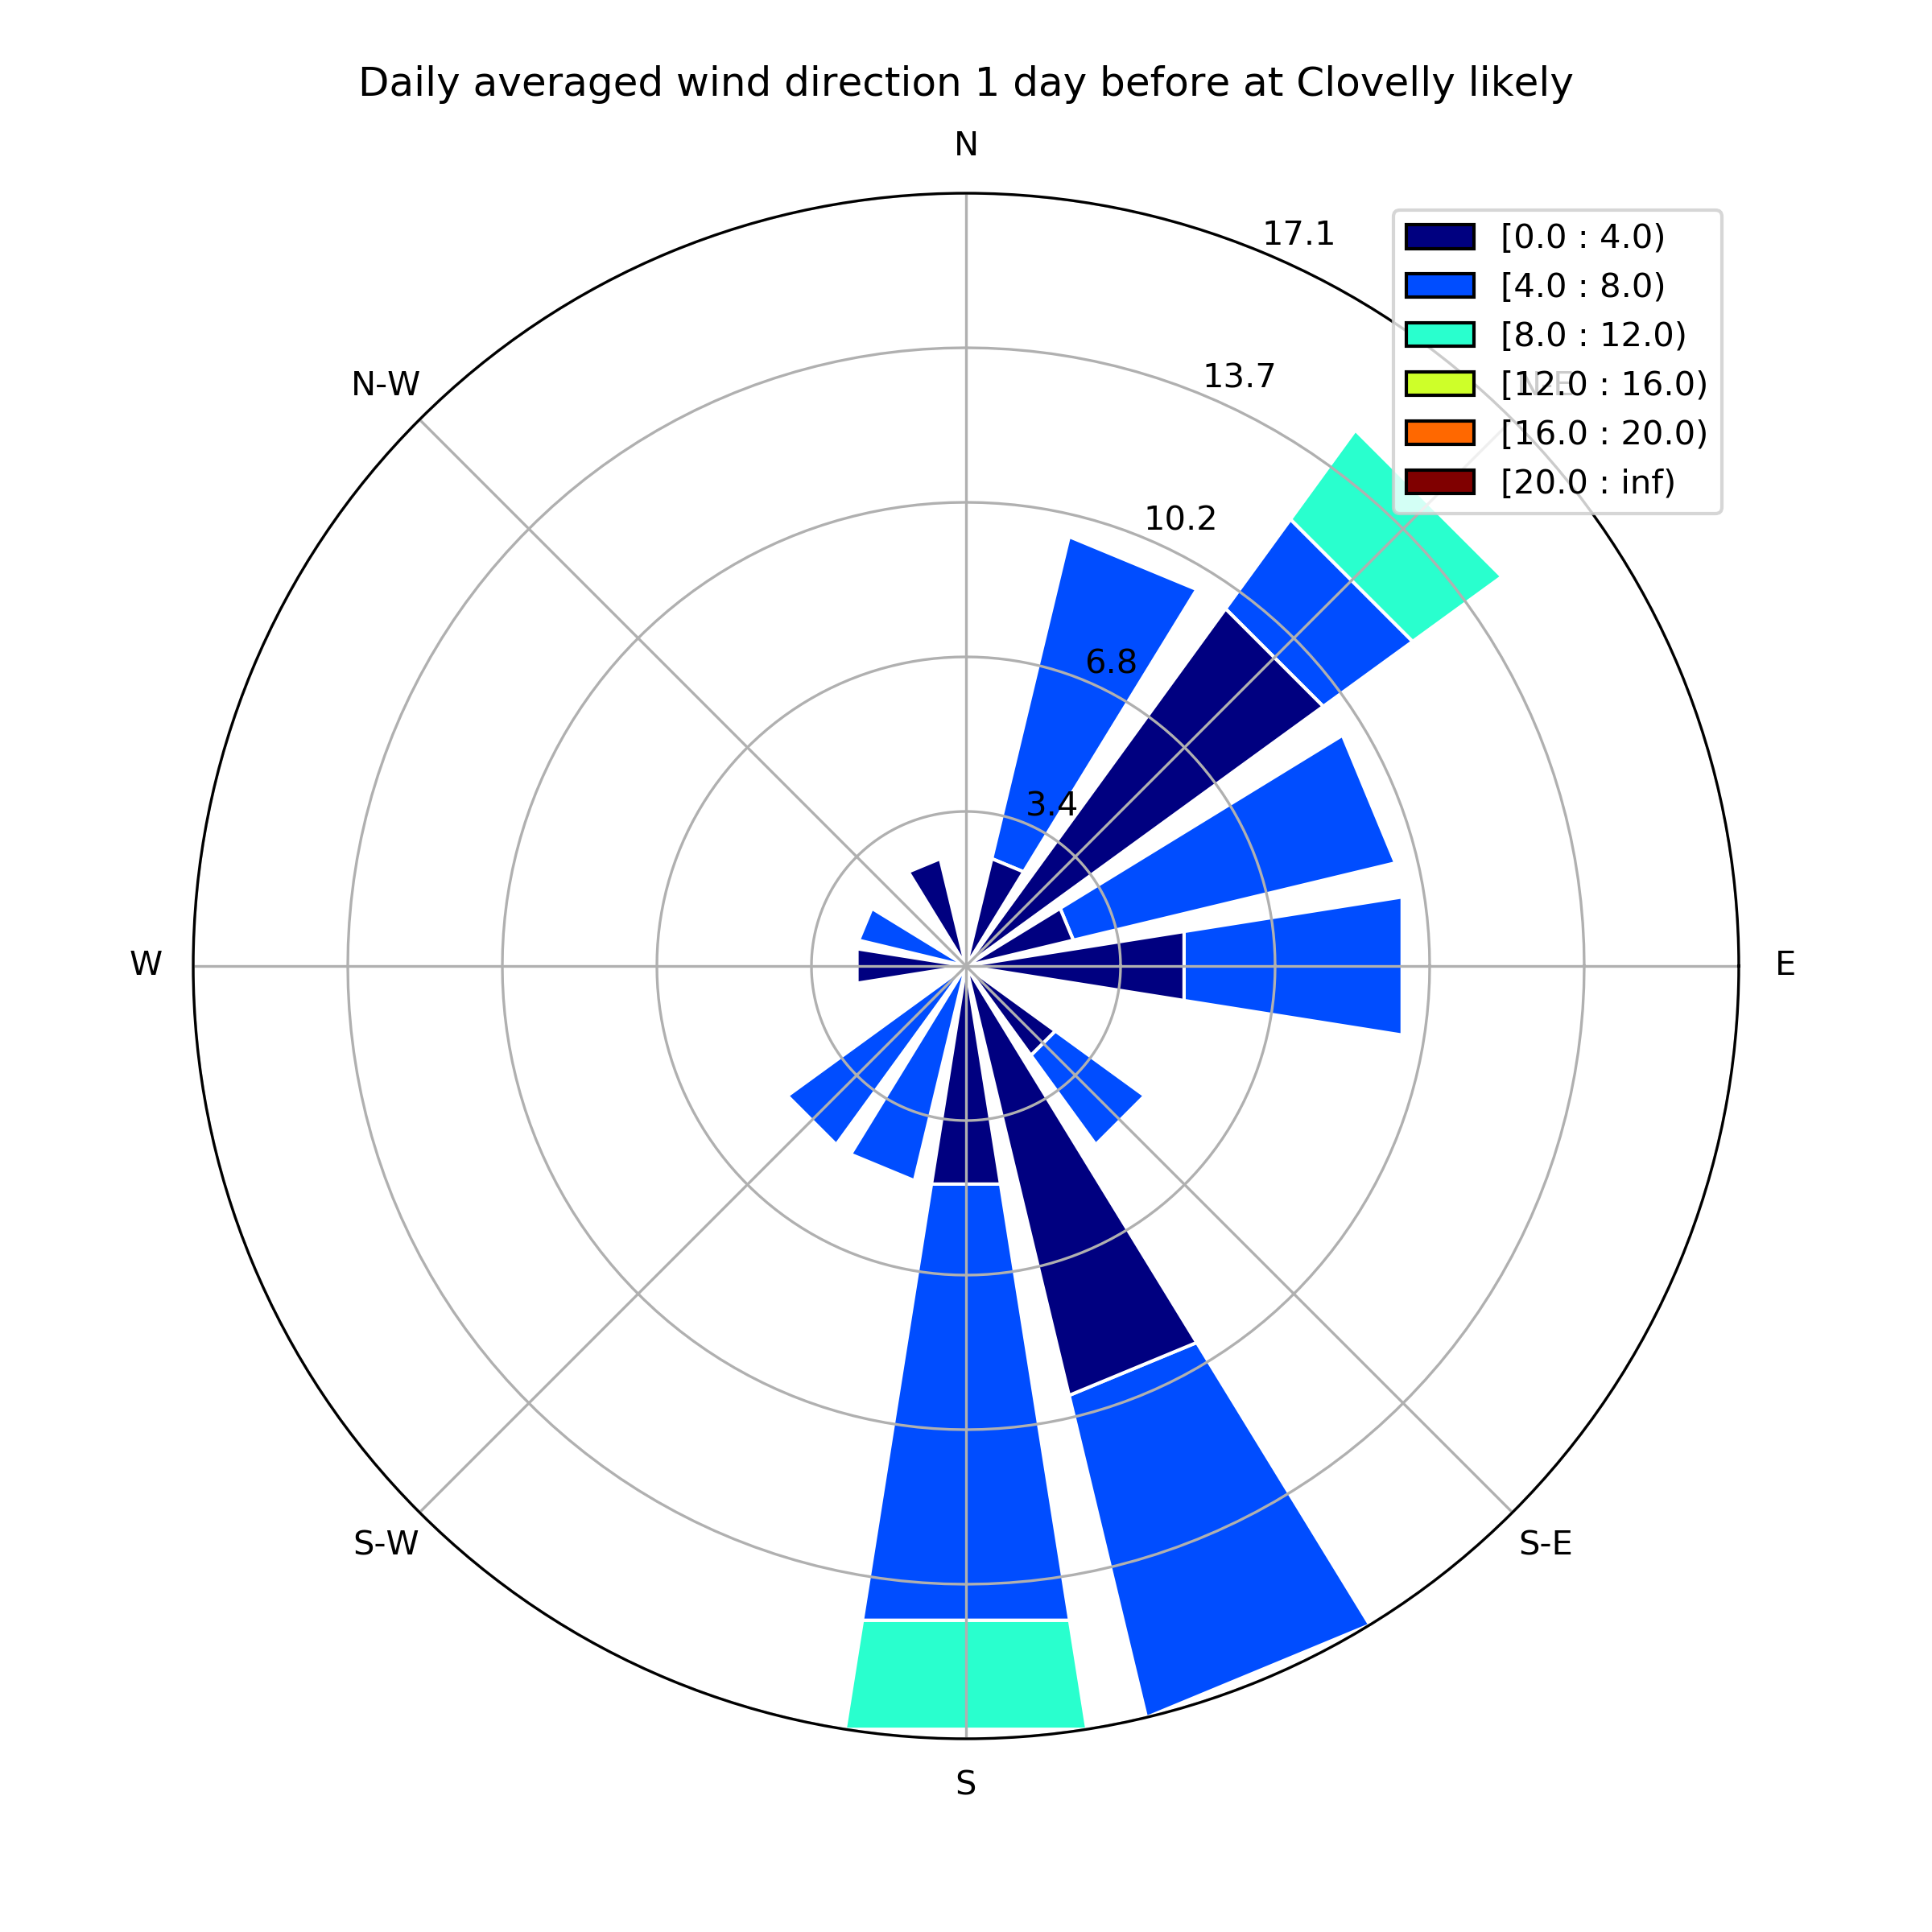 Daily averaged wind direction 1 day before at Clovelly likely
N
17.1
[0.0 : 4.0)
[4.0 : 8.0)
[8.0 : 12.0)
[12.0 : 16.0)
[16.0 : 20.0)
[20.0 : inf)
13.7
N-W
N-E
10.2
6.8
3.4
W
E
S-W
S-E
S